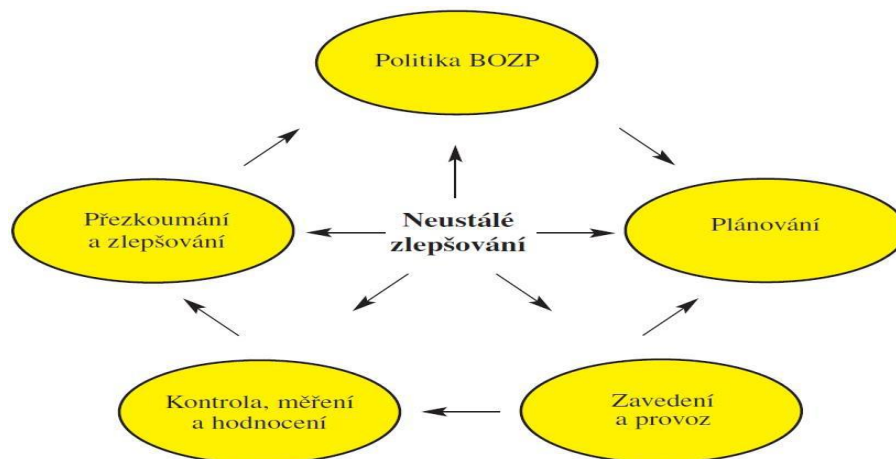 Politika BOZP
Přezkoumání
a zlepšování
Neustálé
zlepšování
Plánování
Kontrola, měření
a hodnocení
Zavedení
a provoz